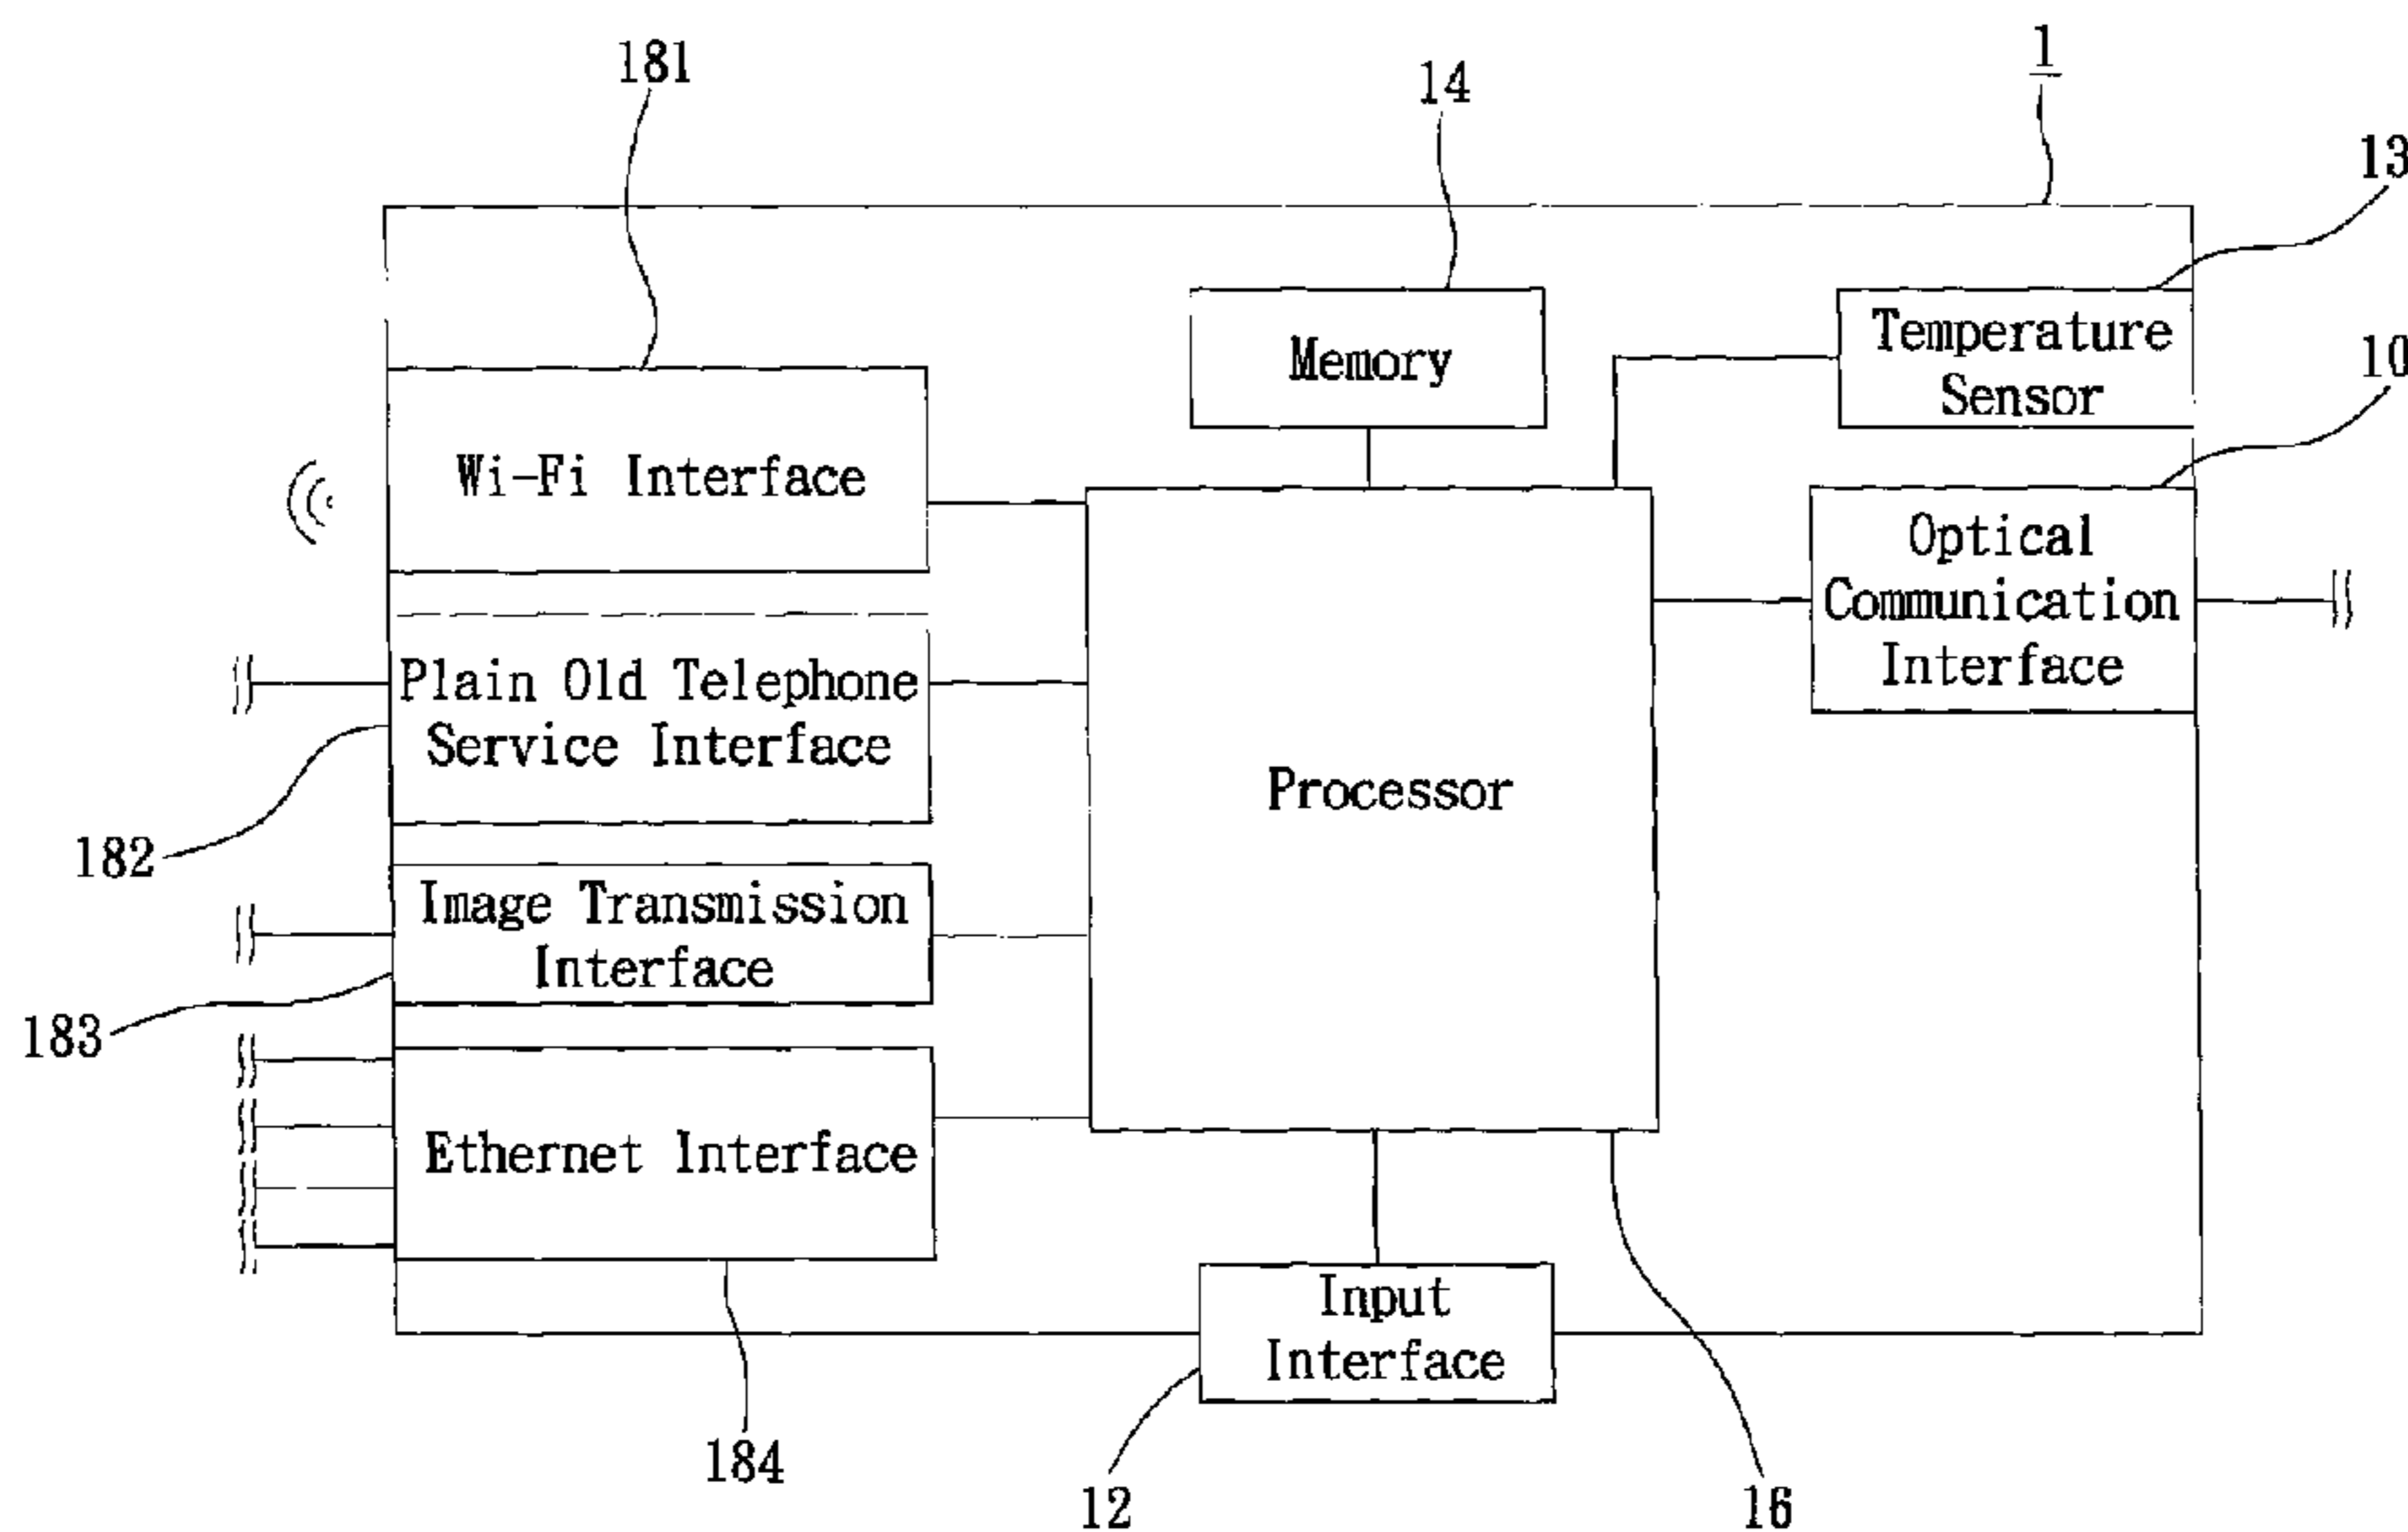 181
14
1
13
Memory
Temperature
Sensor
10
Wi-Fi Interface
Optical
Communication
Interface
Plain Old Telephone
Service Interface
Processor
182
Image Transmission
Interface
183
Ethernet Interface
Input
Interface
184
12
16